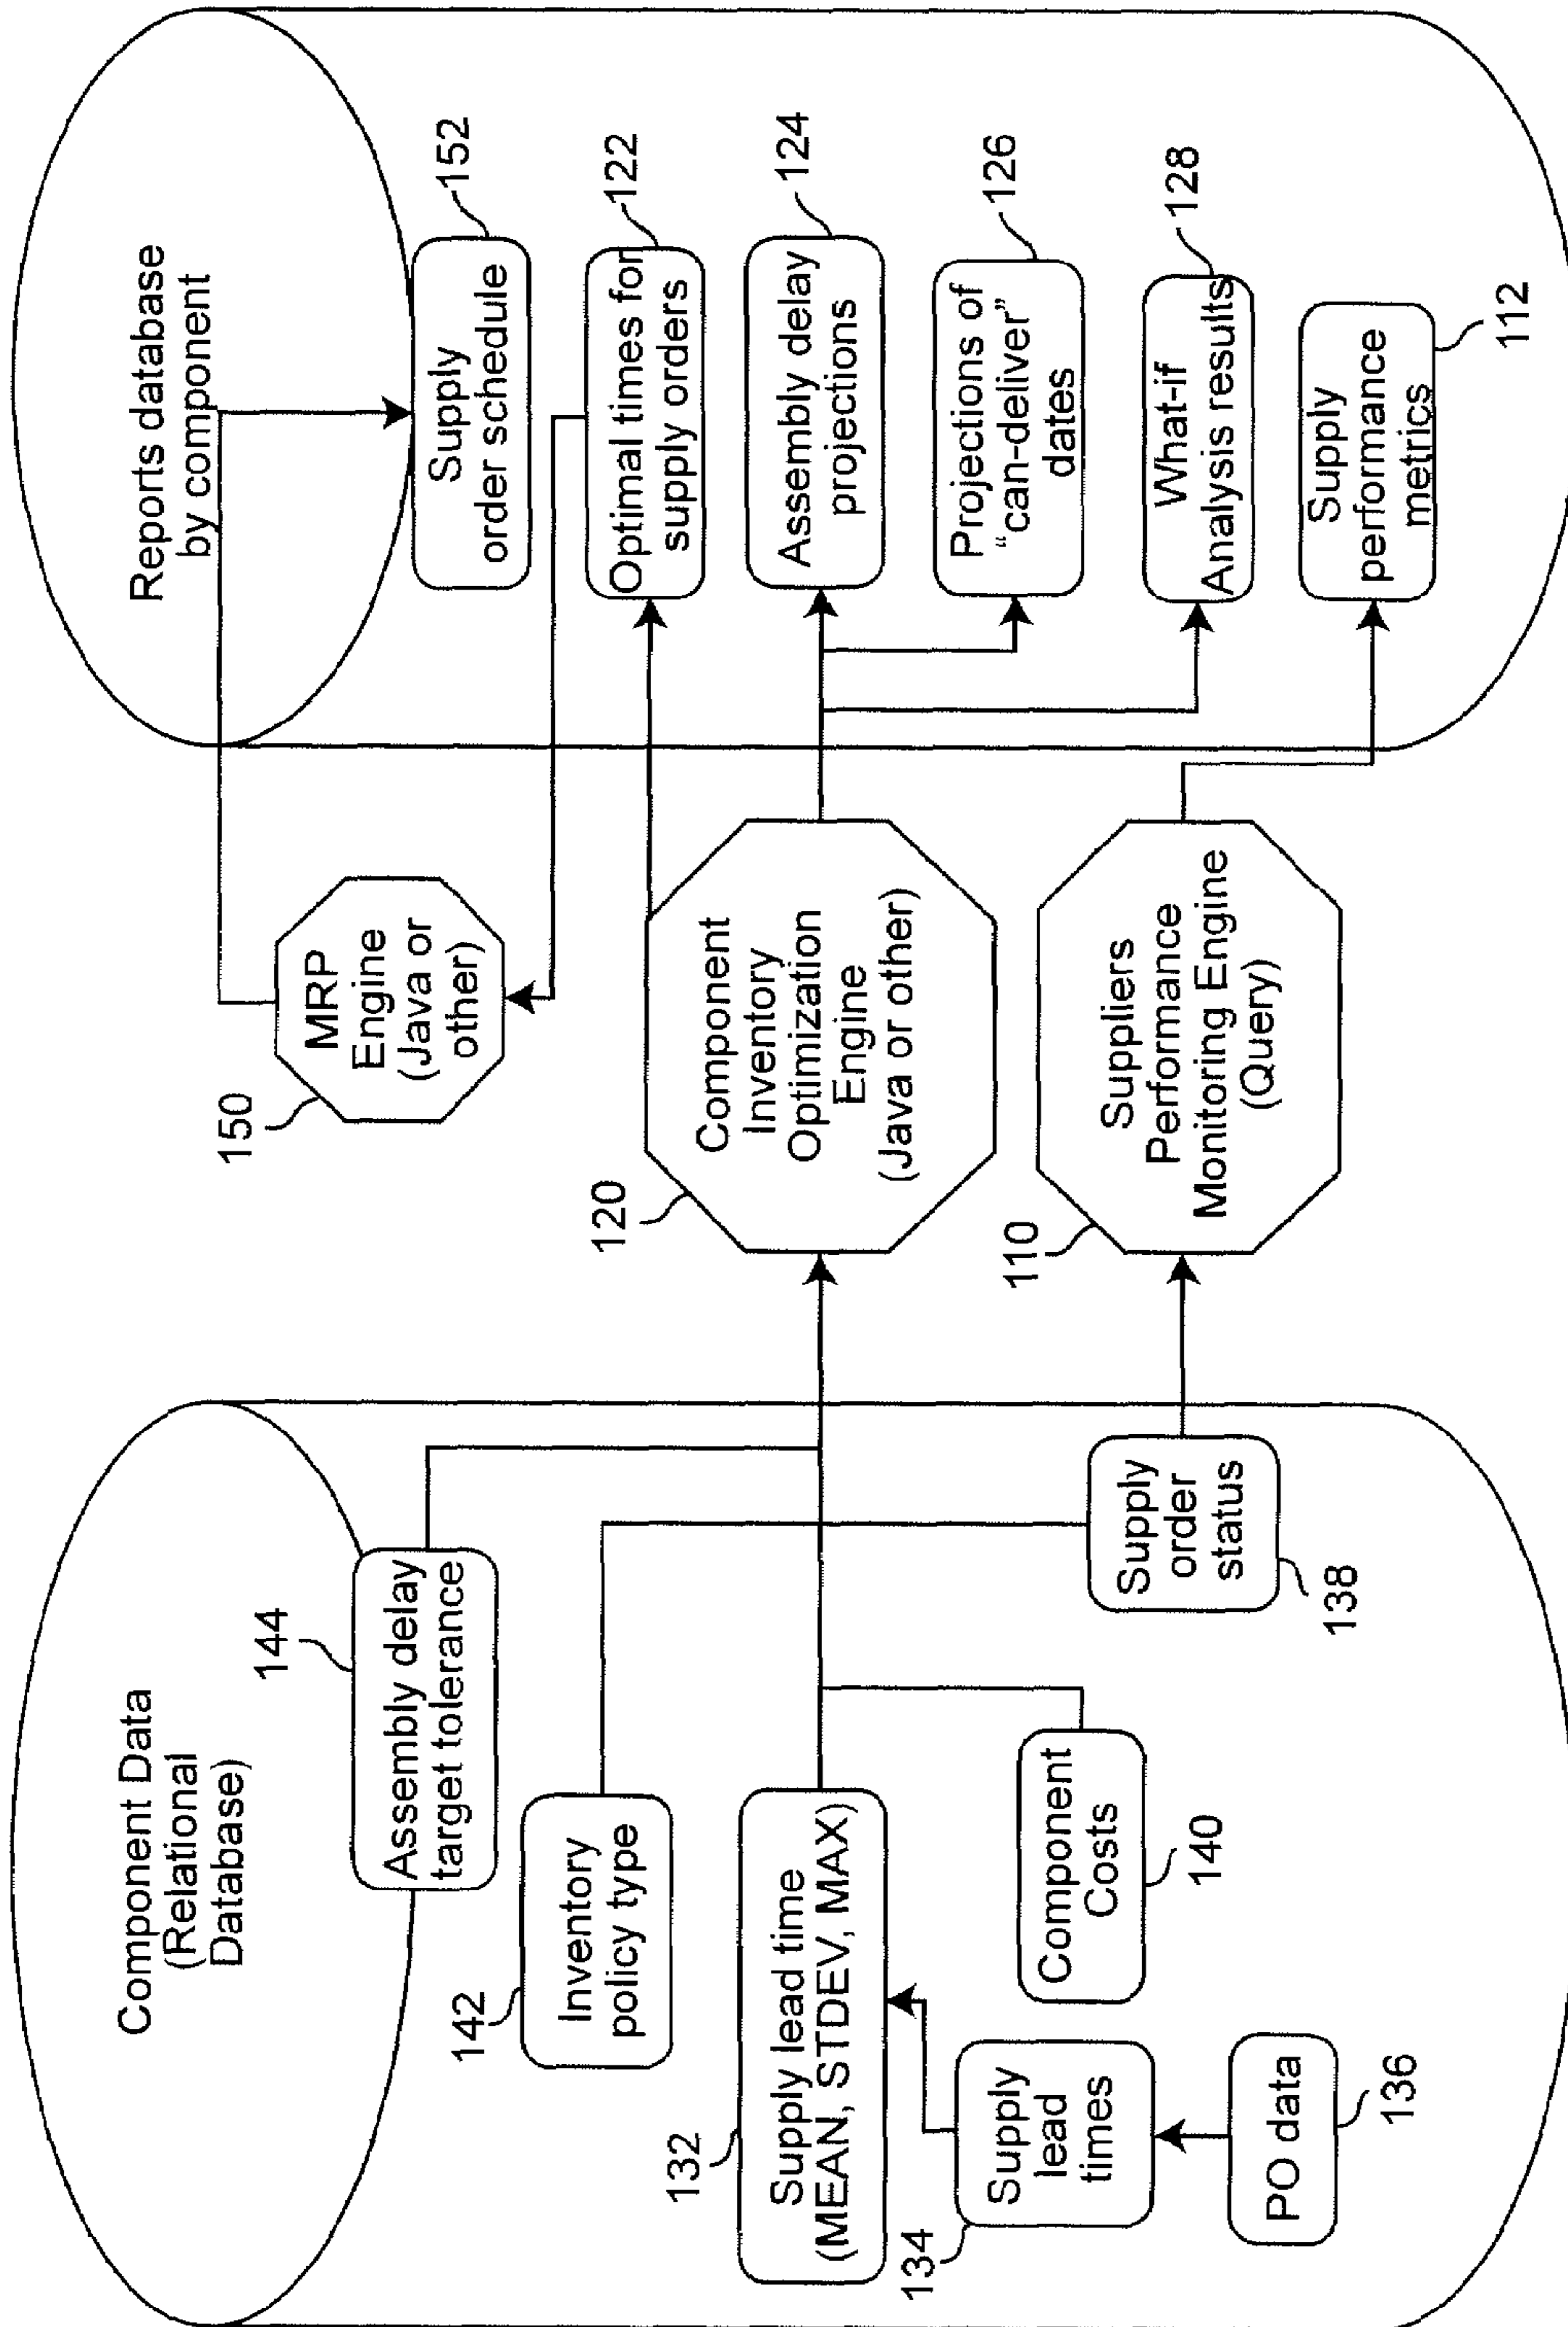 Component Data
(Relational
Database)
144
Assembly delay
target tolerance
142
Inventory
policy type
132
Supply lead time
(MEAN, STDEV, MAX)
134
Supply
lead
times
PO data
136
Component
Costs
140
Supply
order
status
138
150
MRP
Engine
(Java or
other)
120
Component
Inventory
Optimization
Engine
(Java or other)
110
Suppliers
Performance
Monitoring Engine
(Query)
Reports database
by component
Supply
order schedule
152
Optimal times for
supply orders
122
Assembly delay
projections
124
Projections of
“can-deliver”
dates
126
What-if
Analysis results
128
Supply
performance
metrics
112